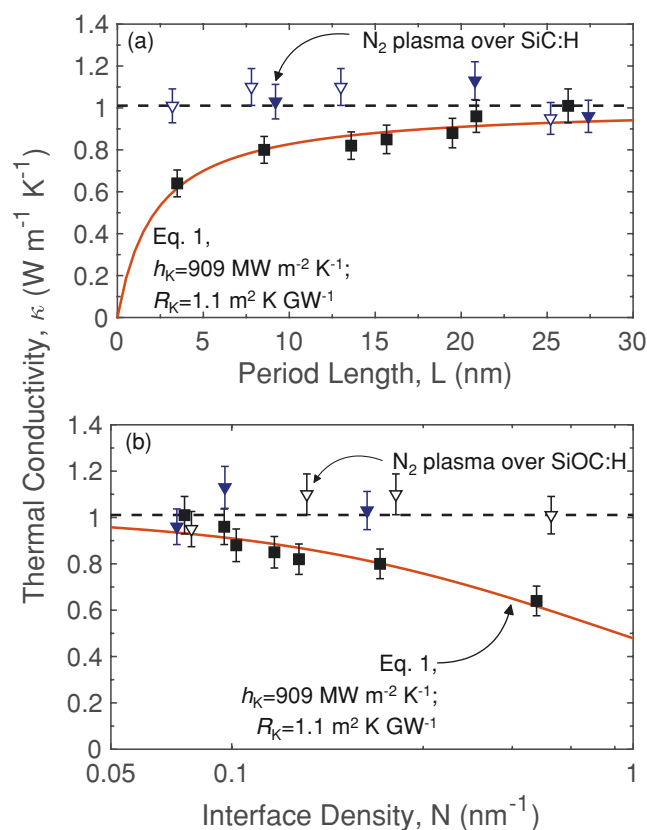 Thermal Conductivity, κ (W m⁻¹ K⁻¹)
(a)
N₂ plasma over SiC:H
1.4
1.2
1
0.8
0.6
0.4
0.2
0
Eq. 1,
hK=909 MW m⁻² K⁻¹;
RK=1.1 m² K GW⁻¹
0 5 10 15 20 25 30
Period Length, L (nm)
(b)
N₂ plasma over SiOC:H
1.4
1.2
1
0.8
0.6
0.4
0.2
0
Eq. 1,
hK=909 MW m⁻² K⁻¹;
RK=1.1 m² K GW⁻¹
0.05 0.1 1
Interface Density, N (nm⁻¹)